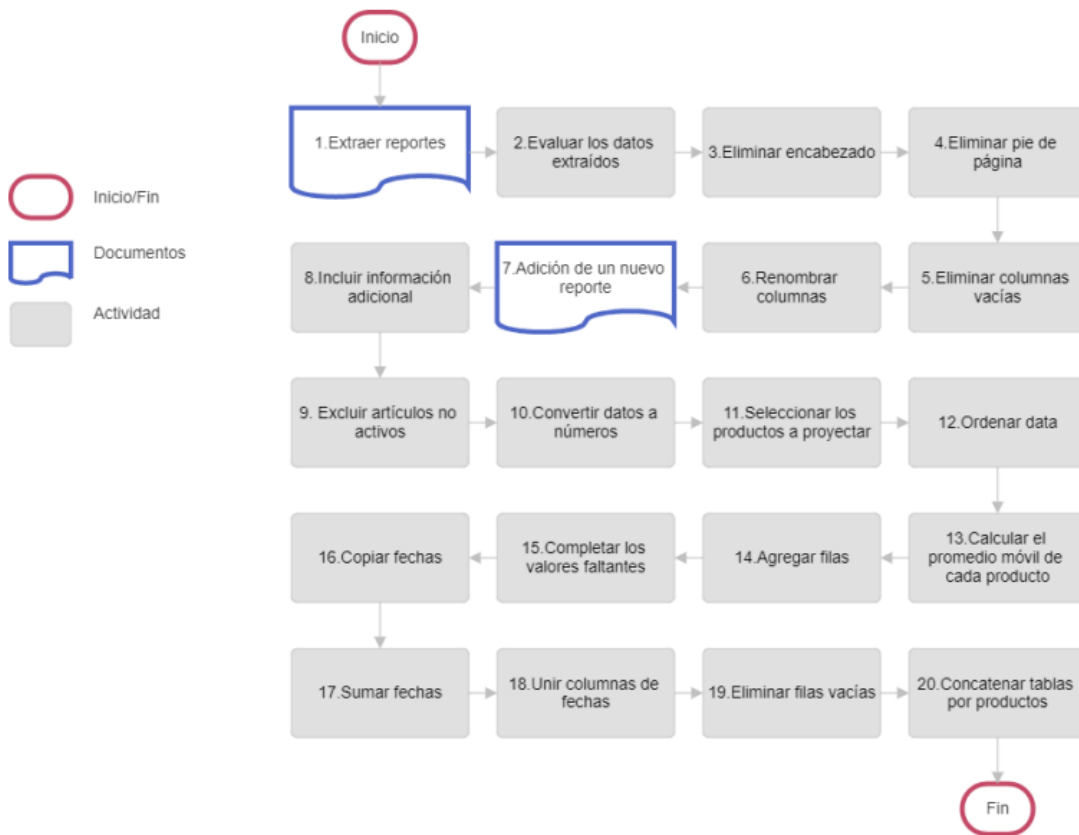 Inicio
1.Extraer reportes
2.Evaluar los datos
extraídos
3.Eliminar encabezado
4.Eliminar pie de
página
Inicio/Fin
Documentos
Actividad
5.Eliminar columnas
vacías
6.Renombrar
columnas
7.Adición de un nuevo
reporte
8.Incluir información
adicional
9. Excluir artículos no
activos
10.Convertir datos a
números
11.Seleccionar los
productos a proyectar
12.Ordenar data
13.Calcular el
promedio móvil de
cada producto
14.Agregar filas
15.Completar los
valores faltantes
16.Copiar fechas
17.Sumar fechas
18.Unir columnas de
fechas
19.Eliminar filas vacías
20.Concatenar tablas
por productos
Fin